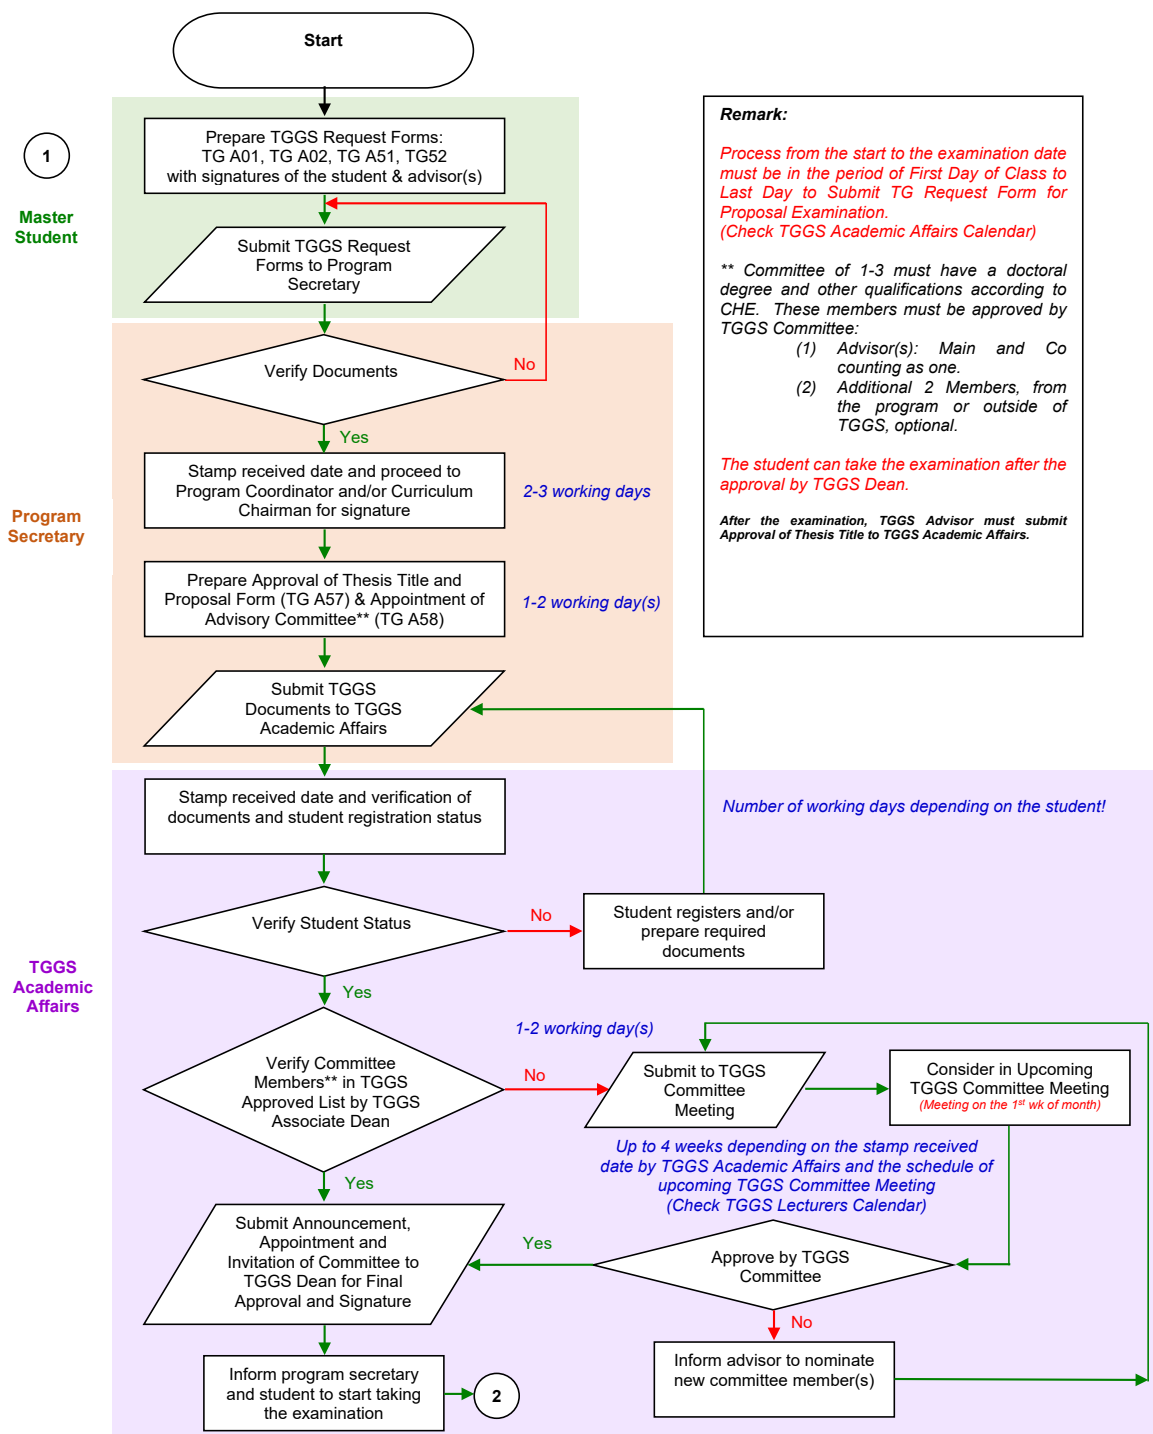 Start
1
Master
Student
Prepare TGGS Request Forms:
TG A01, TG A02, TG A51, TG52
with signatures of the student & advisor(s)
Submit TGGS Request
Forms to Program
Secretary
Remark:
Process from the start to the examination date
must be in the period of First Day of Class to
Last Day to Submit TG Request Form for
Proposal Examination.
(Check TGGS Academic Affairs Calendar)
** Committee of 1-3 must have a doctoral
degree and other qualifications according to
CHE. These members must be approved by
TGGS Committee:
(1) Advisor(s): Main and Co
counting as one.
(2) Additional 2 Members, from
the program or outside of
TGGS, optional.
The student can take the examination after the
approval by TGGS Dean.
After the examination, TGGS Advisor must submit
Approval of Thesis Title to TGGS Academic Affairs.
Program
Secretary
Verify Documents
No
Yes
Stamp received date and proceed to
Program Coordinator and/or Curriculum
Chairman for signature
2-3 working days
Prepare Approval of Thesis Title and
Proposal Form (TG A57) & Appointment of
Advisory Committee** (TG A58)
1-2 working day(s)
Submit TGGS
Documents to TGGS
Academic Affairs
TGGS
Academic
Affairs
Stamp received date and verification of
documents and student registration status
Number of working days depending on the student!
Verify Student Status
No
Student registers and/or
prepare required
documents
Yes
1-2 working day(s)
Verify Committee
Members** in TGGS
Approved List by TGGS
Associate Dean
No
Submit to TGGS
Committee
Meeting
Consider in Upcoming
TGGS Committee Meeting
(Meeting on the 1st wk of month)
Up to 4 weeks depending on the stamp received
date by TGGS Academic Affairs and the schedule of
upcoming TGGS Committee Meeting
(Check TGGS Lecturers Calendar)
Yes
Submit Announcement,
Appointment and
Invitation of Committee to
TGGS Dean for Final
Approval and Signature
Yes
Approve by TGGS
Committee
No
Inform advisor to nominate
new committee member(s)
Inform program secretary
and student to start taking
the examination
2